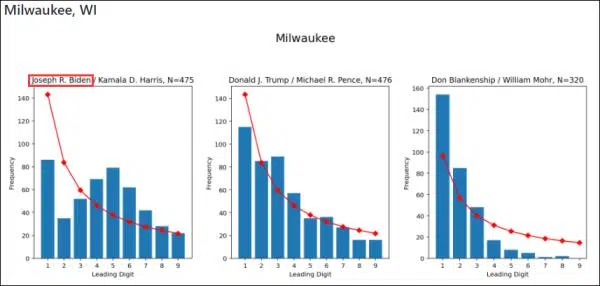 Milwaukee, WI
Milwaukee
Joseph R. Biden / Kamala D. Harris, N=475
Frequency
140
120
100
80
60
40
20
0
1 2 3 4 5 6 7 8 9
Leading Digit
Donald J. Trump / Michael R. Pence, N=476
Frequency
140
120
100
80
60
40
20
0
1 2 3 4 5 6 7 8 9
Leading Digit
Don Blankenship / William Mohr, N=320
Frequency
160
140
120
100
80
60
40
20
0
1 2 3 4 5 6 7 8 9
Leading Digit